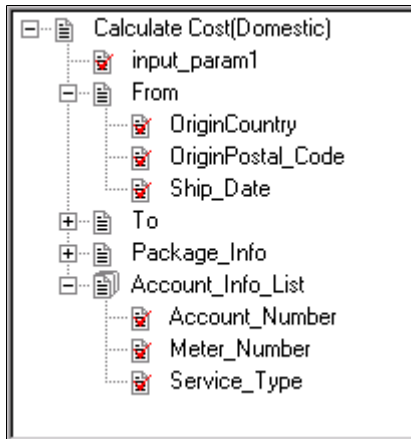 Calculate Cost(Domestic)
input_param1
From
OriginCountry
OriginPostal_Code
Ship_Date
To
Package_Info
Account_Info_List
Account_Number
Meter_Number
Service_Type